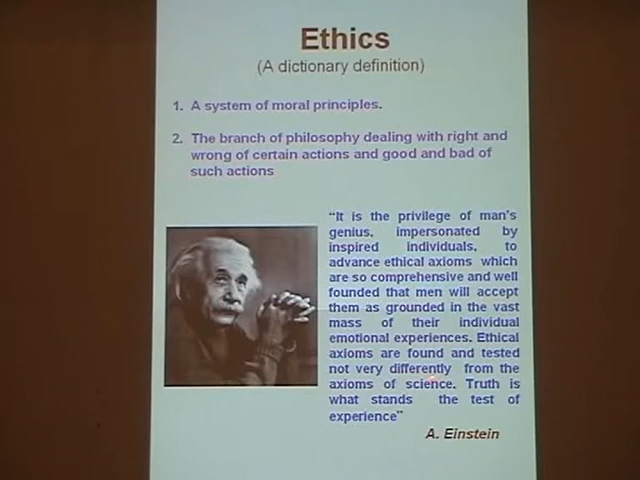 Ethics
(A dictionary definition)
1. A system of moral principles.
2. The branch of philosophy dealing with right and
wrong of certain actions and good and bad of
such actions
“It is the privilege of man's
genius, impersonated by
inspired individuals, to
advance ethical axioms which
are so comprehensive and well
founded that men will accept
them as grounded in the vast
mass of their individual
emotional experiences. Ethical
axioms are found and tested
not very differently from the
axioms of science. Truth is
what stands the test of
experience”
A. Einstein